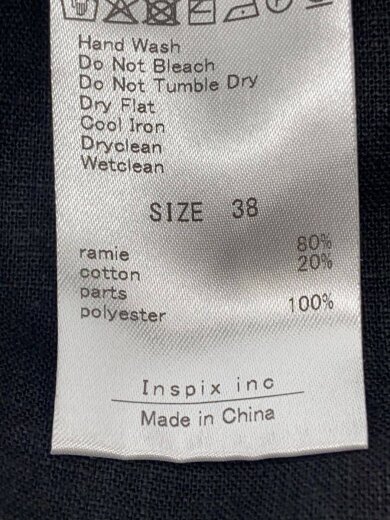 Hand Wash
Do Not Bleach
Do Not Tumble Dry
Dry Flat
Cool Iron
Dryclean
Wetclean
SIZE 38
ramie 80%
cotton 20%
parts
polyester 100%
Inspix inc
Made in China